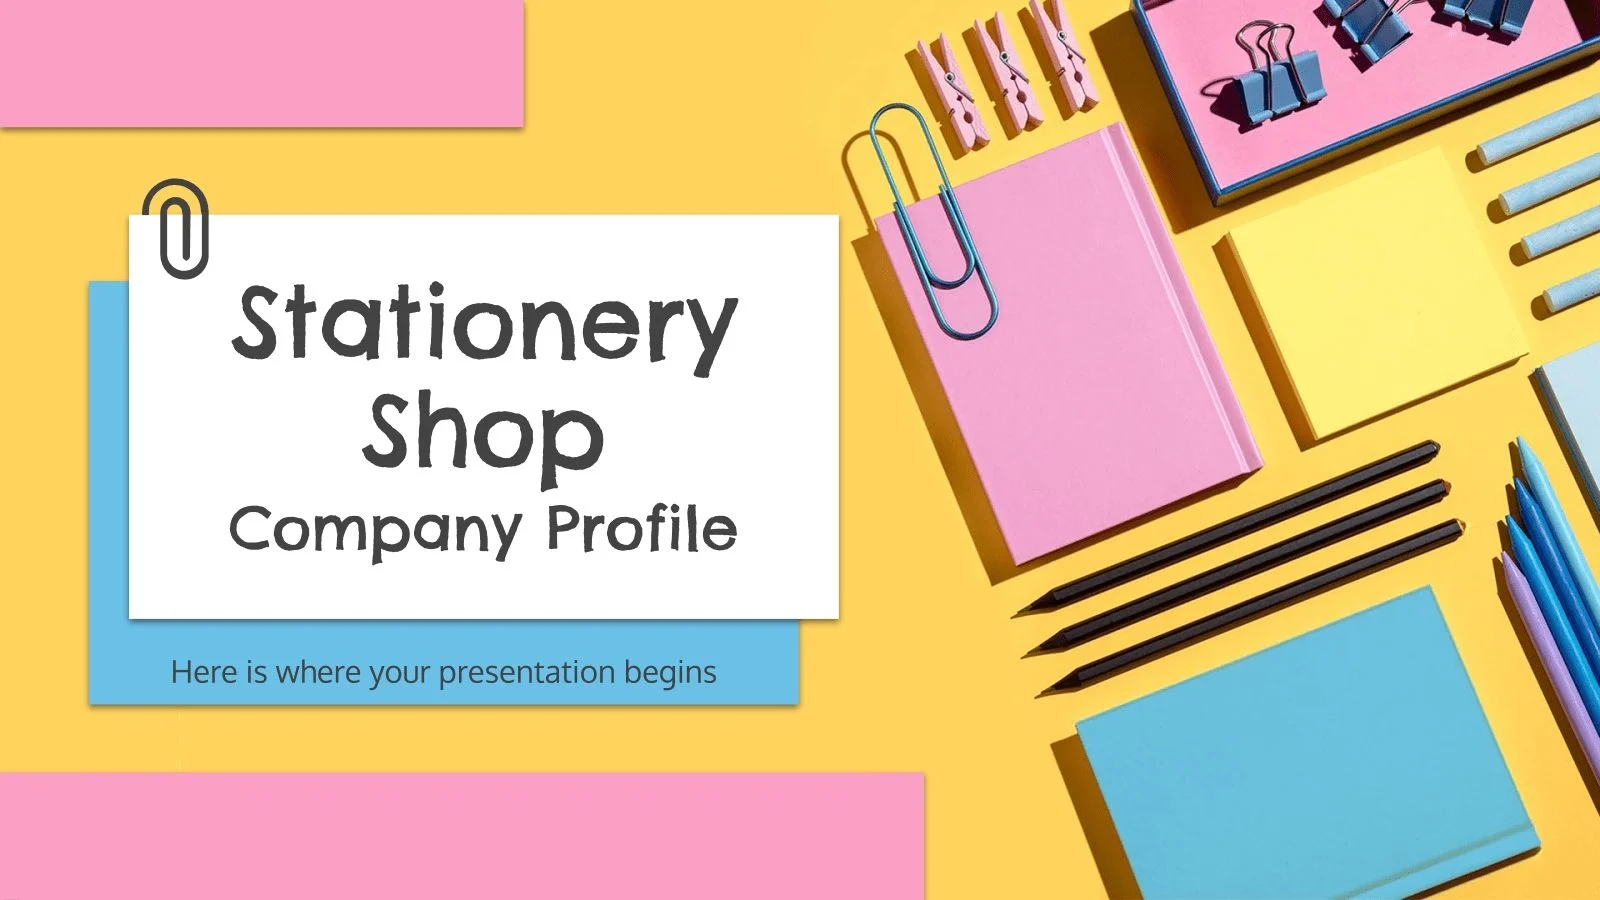 Stationery
Shop
Company Profile
Here is where your presentation begins